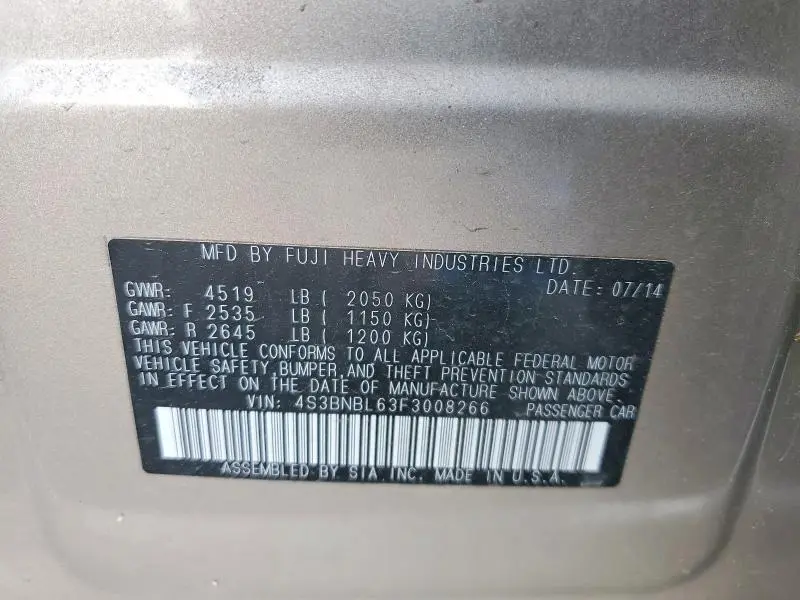 MFD BY FUJI HEAVY INDUSTRIES LTD.
DATE: 07/14
GVWR: 4519 LB ( 2050 KG)
GAWR: F 2535 LB ( 1150 KG)
GAWR: R 2645 LB ( 1200 KG)
THIS VEHICLE CONFORMS TO ALL APPLICABLE FEDERAL MOTOR
VEHICLE SAFETY, BUMPER, AND THEFT PREVENTION STANDARDS
IN EFFECT ON THE DATE OF MANUFACTURE SHOWN ABOVE.
VIN: 4S3BNBL63F3008266 PASSENGER CAR
ASSEMBLED BY SIA, INC. MADE IN U.S.A.